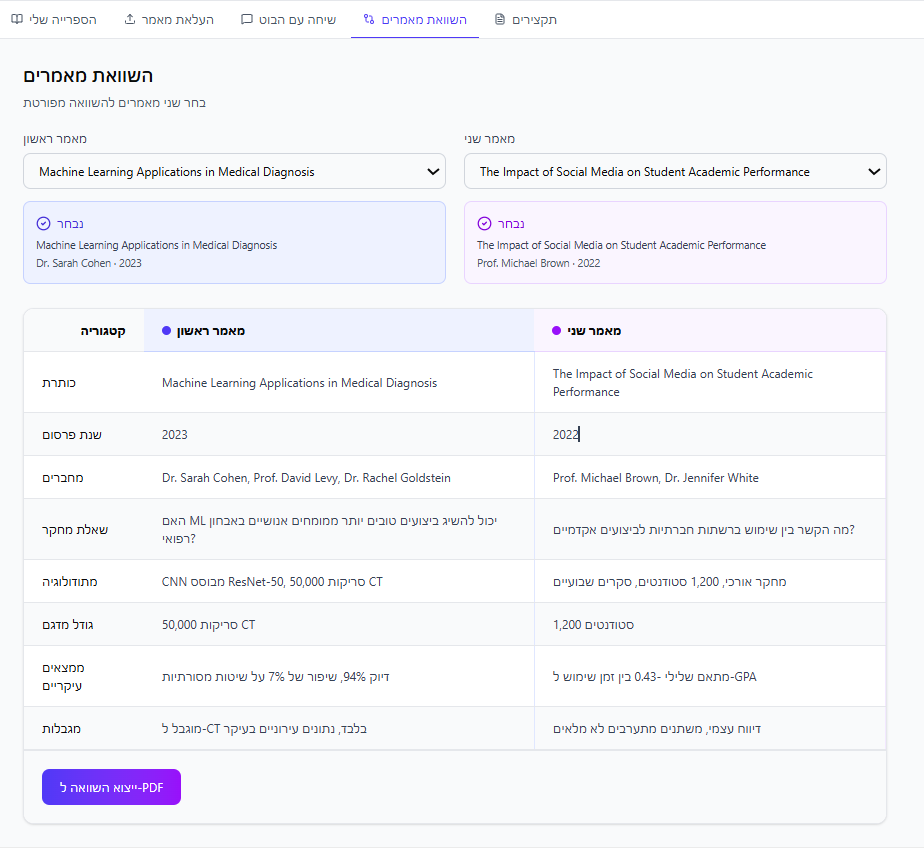 הספרייה שלי
העלאת מאמר
שיחה עם הבוט
השוואת מאמרים
תקצירים
השוואת מאמרים
בחר שני מאמרים להשוואה מפורטת
מאמר ראשון
מאמר שני
Machine Learning Applications in Medical Diagnosis
The Impact of Social Media on Student Academic Performance
נבחר
Machine Learning Applications in Medical Diagnosis
Dr. Sarah Cohen · 2023
נבחר
The Impact of Social Media on Student Academic Performance
Prof. Michael Brown · 2022
קטגוריה
מאמר ראשון
מאמר שני
כותרת
Machine Learning Applications in Medical Diagnosis
The Impact of Social Media on Student Academic
Performance
שנת פרסום
2023
2022
מחברים
Dr. Sarah Cohen, Prof. David Levy, Dr. Rachel Goldstein
Prof. Michael Brown, Dr. Jennifer White
שאלת מחקר
האם ML יכול להשיג ביצועים טובים יותר ממומחים אנושיים באבחון
רפואי?
מה הקשר בין שימוש ברשתות חברתיות לביצועים אקדמיים?
מתודולוגיה
CNN מבוסס ResNet-50, 50,000 סריקות CT
מחקר אורכי, 1,200 סטודנטים, סקרים שבועיים
גודל מדגם
50,000 סריקות CT
1,200 סטודנטים
ממצאים
עיקריים
דיוק 94%, שיפור של 7% על שיטות מסורתיות
מתאם שלילי -0.43 בין זמן שימוש ל-GPA
מגבלות
מוגבל ל-CT בלבד, נתונים עירוניים בעיקר
דיווח עצמי, משתנים מתערבים לא מלאים
ייצוא השוואה ל-PDF